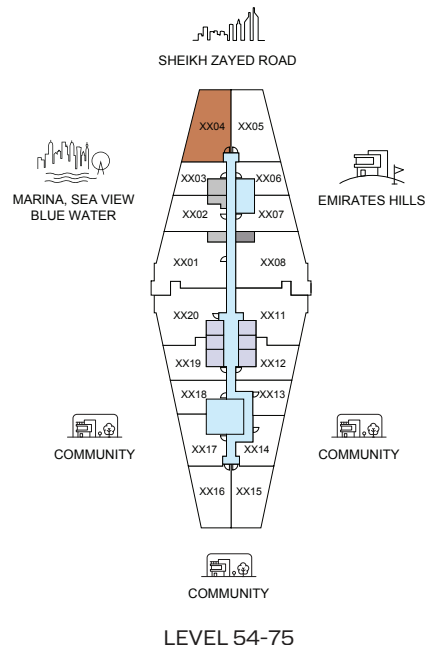 SHEIKH ZAYED ROAD
XX04 XX05
XX03 XX06
MARINA, SEA VIEW
BLUE WATER
EMIRATES HILLS
XX02 XX07
XX01 XX08
XX20 XX11
XX19 XX12
XX18 XX13
COMMUNITY
XX17 XX14
COMMUNITY
XX16 XX15
COMMUNITY
LEVEL 54-75